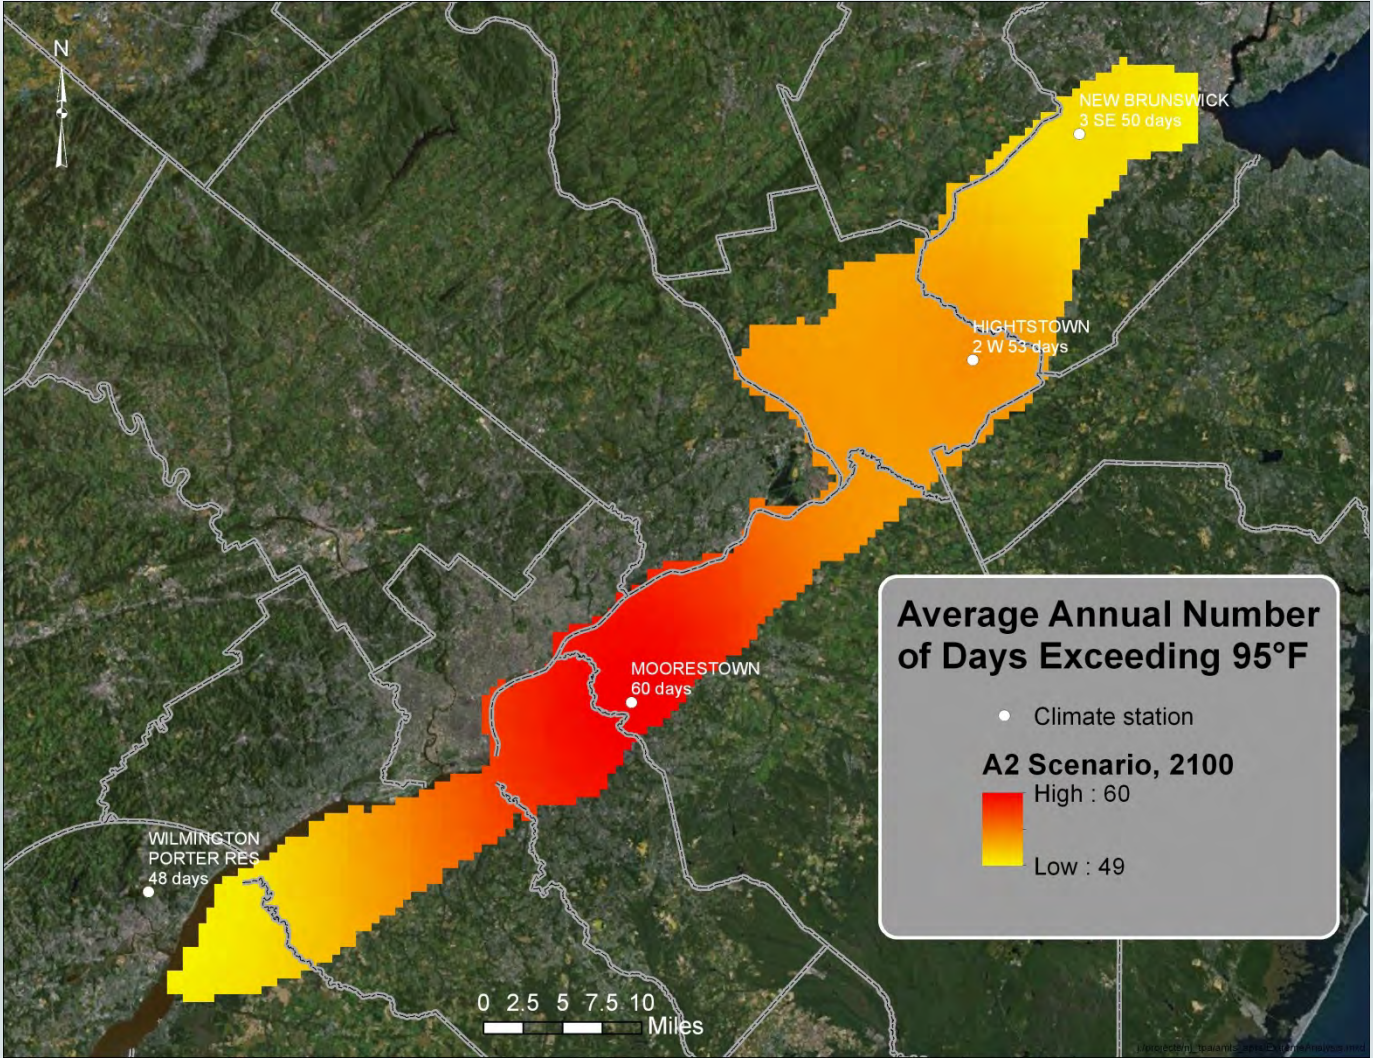 N
NEW BRUNSWICK
3 SE 50 days
HIGHTSTOWN
2 W 53 days
MOORESTOWN
60 days
WILMINGTON
PORTER RES
48 days
Average Annual Number
of Days Exceeding 95°F
Climate station
A2 Scenario, 2100
High : 60
Low : 49
0 2.5 5 7.5 10
Miles